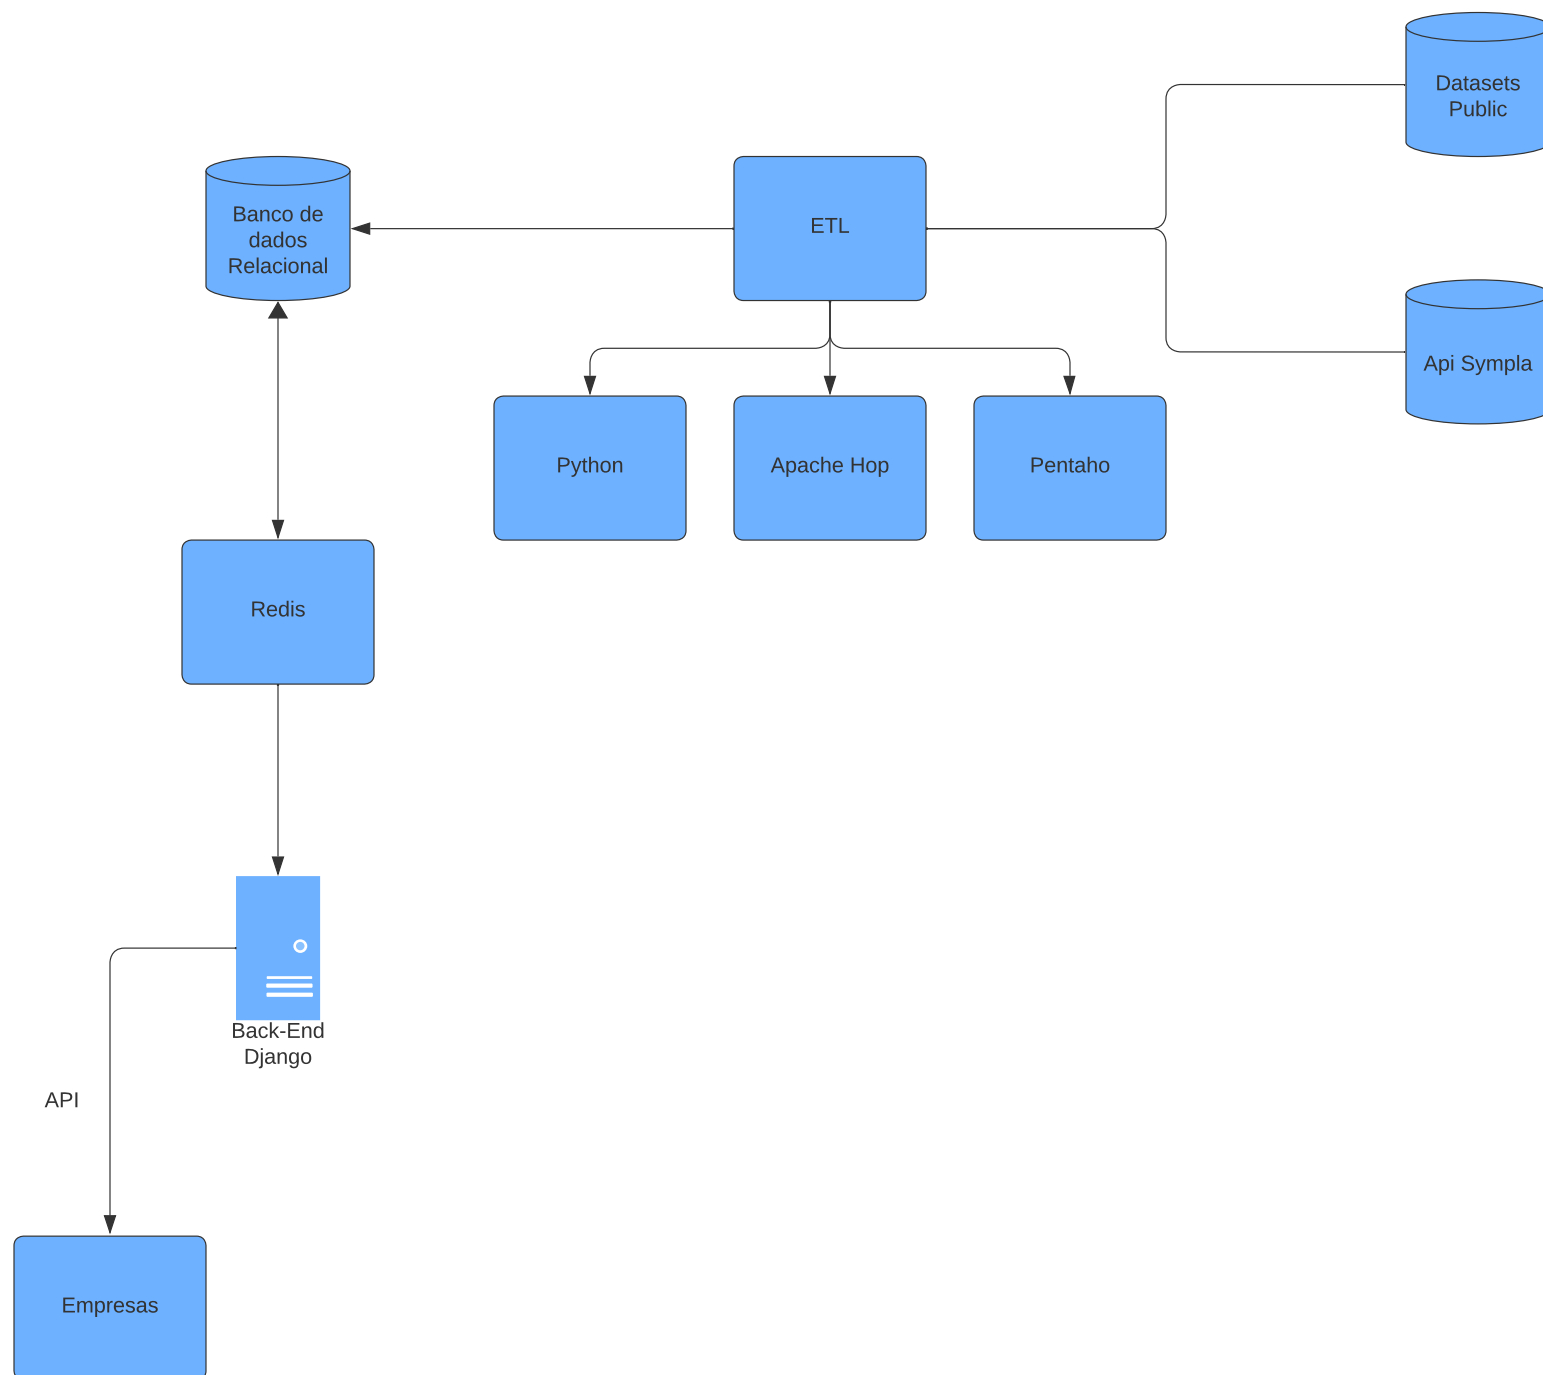 Datasets
Public
Banco de
dados
Relacional
ETL
Api Sympla
Python
Apache Hop
Pentaho
Redis
Back-End
Django
API
Empresas